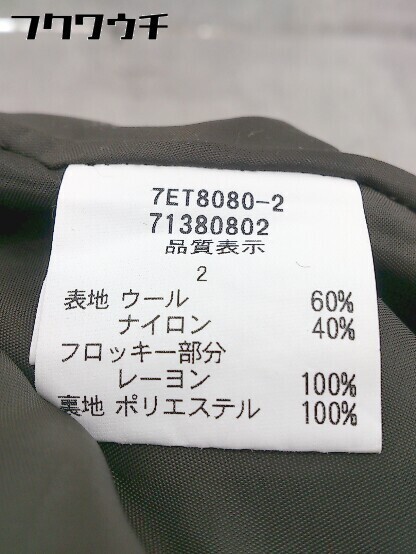 フクウウチ
7ET8080-2
71380802
品質表示
2
表地 ウール 60%
ナイロン 40%
フロッキー部分
レーヨン 100%
裏地 ポリエステル 100%